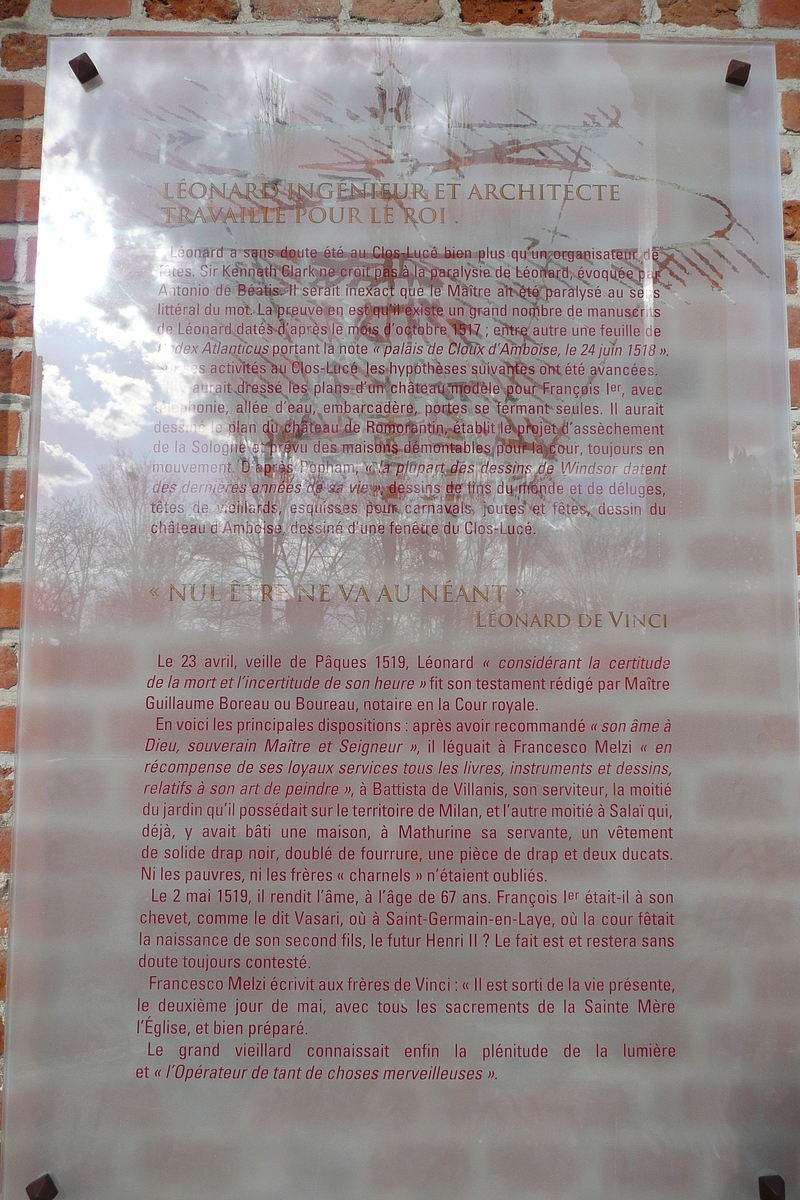 LÉONARD INGÉNIEUR ET ARCHITECTE
TRAVAILLE POUR LE ROI .
Léonard a sans doute été au Clos-Lucé bien plus qu'un organisateur de
fêtes. Sir Kenneth Clark ne croit pas à la paralysie de Léonard, évoquée par
Antonio de Béatis. Il serait inexact que le Maître ait été paralysé au sens
littéral du mot. La preuve en est qu'il existe un grand nombre de manuscrits
de Léonard datés d'après le mois d'octobre 1517 ; entre autre une feuille de
l'Index Atlanticus portant la note « palais de Cloux d'Amboise, le 24 juin 1518 ».
Sur ses activités au Clos-Lucé les hypothèses suivantes ont été avancées.
aurait dressé les plans d'un château modèle pour François Ier, avec
téléphonie, allée d'eau, embarcadère, portes se fermant seules. Il aurait
dessiné le plan du château de Romorantin, établit le projet d'assèchement
de la Sologne et prévu des maisons démontables pour la cour, toujours en
mouvement. D'après Popham, « la plupart des dessins de Windsor datent
des dernières années de sa vie », dessins de fins du monde et de déluges,
têtes de vieillards, esquisses pour carnavals, joutes et fêtes, dessin du
château d'Amboise, dessiné d'une fenêtre du Clos-Lucé.
« NUL ÊTRE NE VA AU NÉANT »
LÉONARD DE VINCI
Le 23 avril, veille de Pâques 1519, Léonard « considérant la certitude
de la mort et l'incertitude de son heure » fit son testament rédigé par Maître
Guillaume Boreau ou Boureau, notaire en la Cour royale.
En voici les principales dispositions : après avoir recommandé « son âme à
Dieu, souverain Maître et Seigneur », il léguait à Francesco Melzi « en
récompense de ses loyaux services tous les livres, instruments et dessins,
relatifs à son art de peindre », à Battista de Villanis, son serviteur, la moitié
du jardin qu'il possédait sur le territoire de Milan, et l'autre moitié à Salaï qui,
déjà, y avait bâti une maison, à Mathurine sa servante, un vêtement
de solide drap noir, doublé de fourrure, une pièce de drap et deux ducats.
Ni les pauvres, ni les frères « charnels » n'étaient oubliés.
Le 2 mai 1519, il rendit l'âme, à l'âge de 67 ans. François Ier était-il à son
chevet, comme le dit Vasari, où à Saint-Germain-en-Laye, où la cour fêtait
la naissance de son second fils, le futur Henri II ? Le fait est et restera sans
doute toujours contesté.
Francesco Melzi écrivit aux frères de Vinci : « Il est sorti de la vie présente,
le deuxième jour de mai, avec tous les sacrements de la Sainte Mère
l'Église, et bien préparé.
Le grand vieillard connaissait enfin la plénitude de la lumière
et « l'Opérateur de tant de choses merveilleuses ».